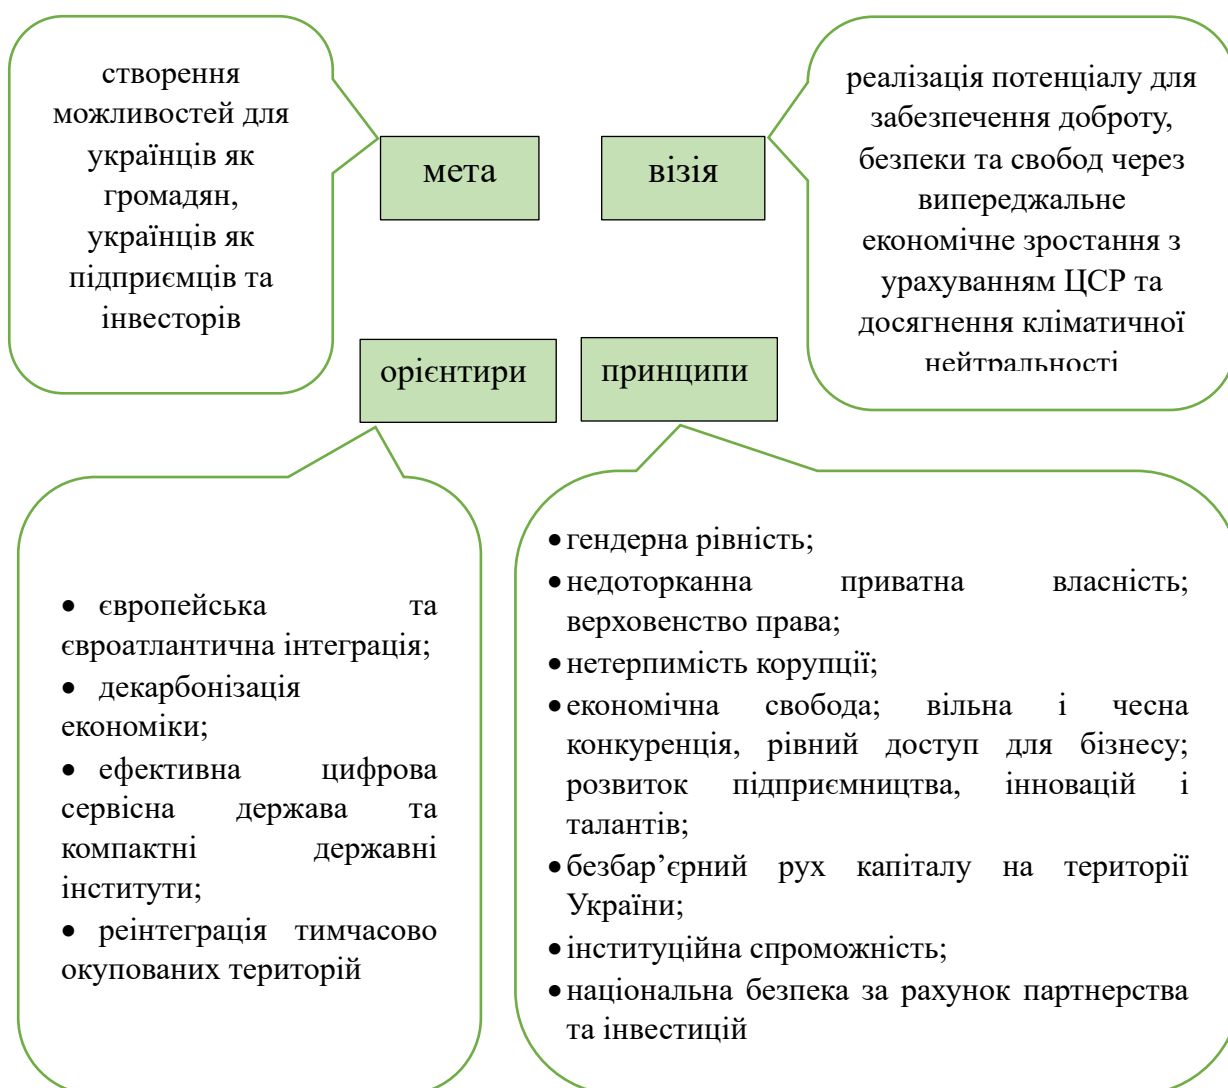 створення
можливостей для
українців як
громадян,
українців як
підприємців та
інвесторів
мета
візія
реалізація потенціалу для
забезпечення доброту,
безпеки та свобод через
випереджальне
економічне зростання з
урахуванням ЦСР та
досягнення кліматичної
нейтральності
орієнтири
принципи
• європейська та
євроатлантична інтеграція;
• декарбонізація
економіки;
• ефективна цифрова
сервісна держава та
компактні державні
інститути;
• реінтеграція тимчасово
окупованих територій
• гендерна рівність;
• недоторканна приватна власність;
верховенство права;
• нетерпимість корупції;
• економічна свобода; вільна і чесна
конкуренція, рівний доступ для бізнесу;
розвиток підприємництва, інновацій і
талантів;
• безбар’єрний рух капіталу на території
України;
• інституційна спроможність;
• національна безпека за рахунок партнерства
та інвестицій